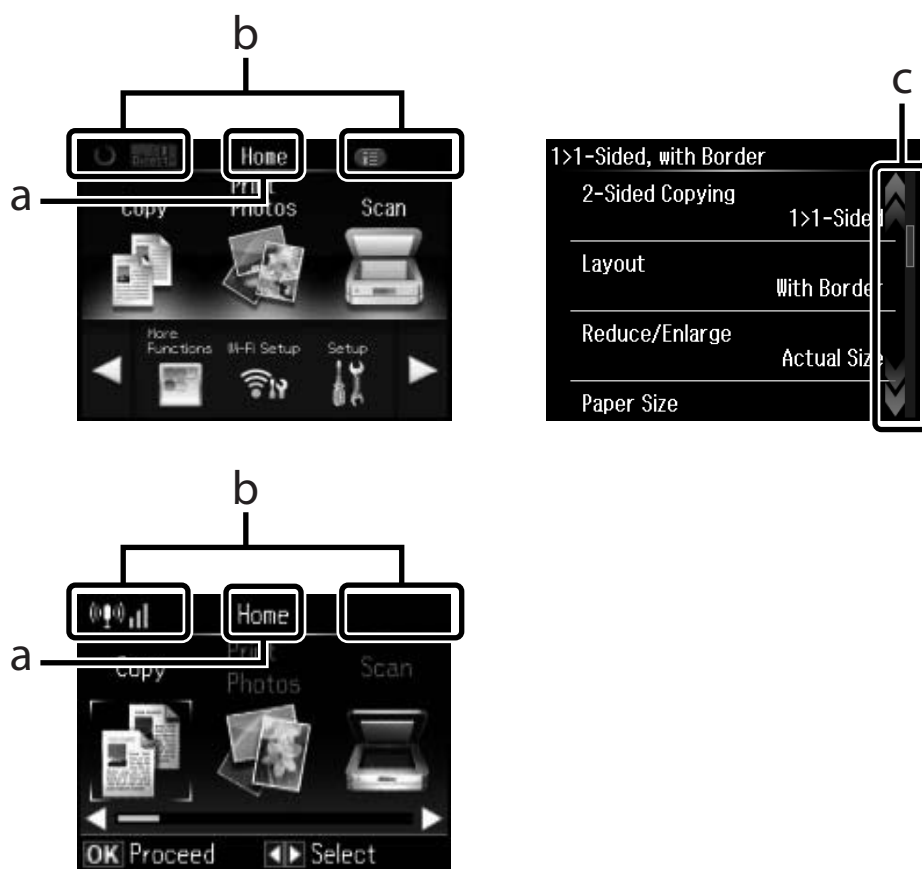 b
Home
a
Copy
Print
Photos
Scan
More
Functions
Wi-Fi Setup
Setup
c
1>1-Sided, with Border
2-Sided Copying
1>1-Sided
Layout
With Border
Reduce/Enlarge
Actual Size
Paper Size
b
Home
a
Copy
Print
Photos
Scan
OK Proceed
Select